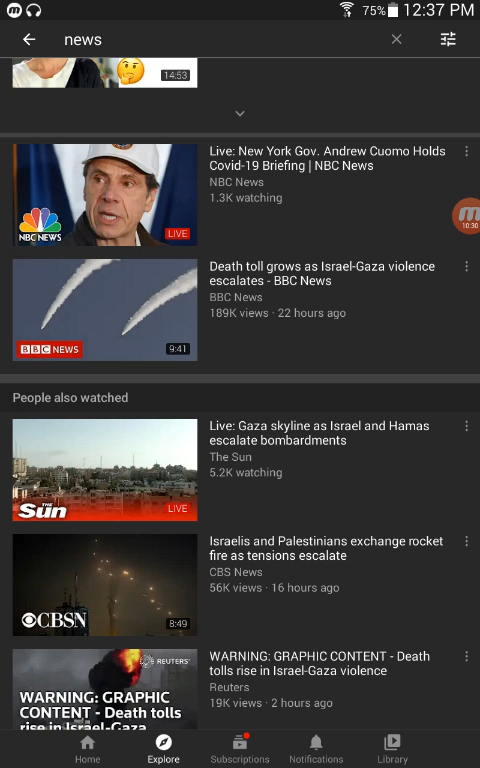 75% 12:37 PM
news
14:53
Live: New York Gov. Andrew Cuomo Holds
Covid-19 Briefing | NBC News
NBC News
1.3K watching
NBC NEWS
LIVE
10:30
Death toll grows as Israel-Gaza violence
escalates - BBC News
BBC News
189K views · 22 hours ago
BBC NEWS
9:41
People also watched
Live: Gaza skyline as Israel and Hamas
escalate bombardments
The Sun
5.2K watching
THE Sun
LIVE
Israelis and Palestinians exchange rocket
fire as tensions escalate
CBS News
56K views · 16 hours ago
CBSN
8:49
WARNING: GRAPHIC CONTENT - Death
tolls rise in Israel-Gaza violence
Reuters
19K views · 2 hours ago
REUTERS
WARNING: GRAPHIC
CONTENT - Death tolls
rise in Israel-Gaza
Home Explore Subscriptions Notifications Library